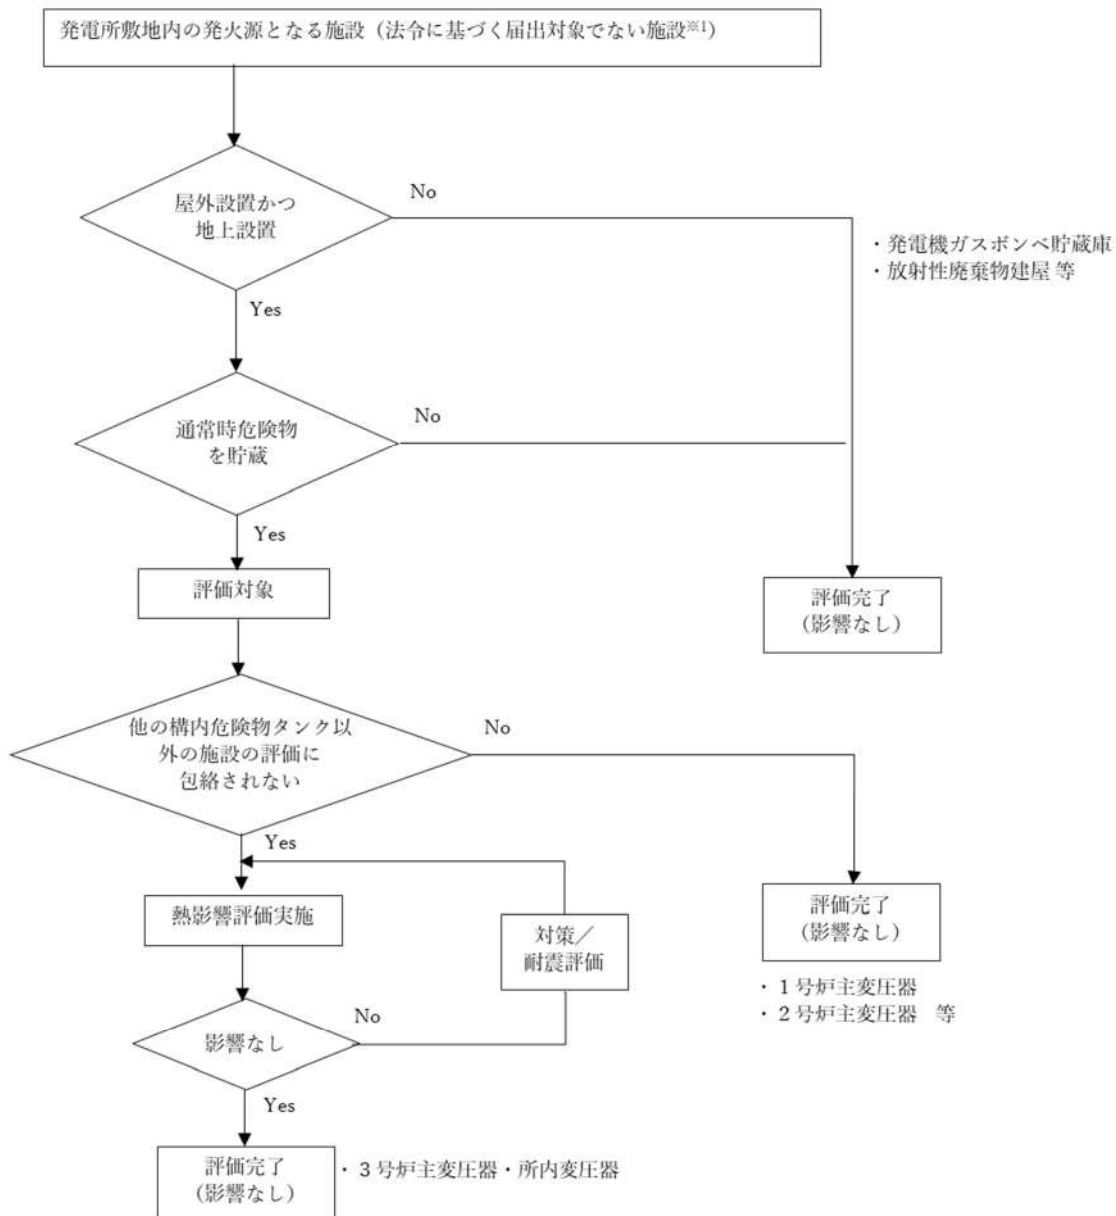 発電所敷地内の発火源となる施設（法令に基づく届出対象でない施設※1）
屋外設置かつ
地上設置
No
・発電機ガスボンベ貯蔵庫
・放射性廃棄物建屋 等
Yes
通常時危険物
を貯蔵
No
Yes
評価対象
評価完了
（影響なし）
他の構内危険物タンク以
外の施設の評価に
包絡されない
No
Yes
熱影響評価実施
対策／
耐震評価
評価完了
（影響なし）
・１号炉主変圧器
・２号炉主変圧器　等
影響なし
No
Yes
評価完了
（影響なし）
・３号炉主変圧器・所内変圧器